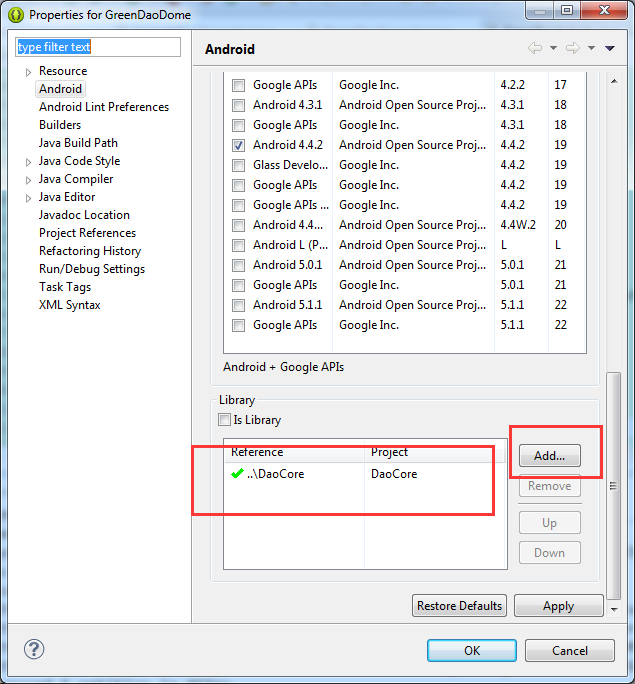 Properties for GreenDaoDome
type filter text
Resource
Android
Android Lint Preferences
Builders
Java Build Path
Java Code Style
Java Compiler
Java Editor
Javadoc Location
Project References
Refactoring History
Run/Debug Settings
Task Tags
XML Syntax
Android
Google APIs Google Inc. 4.2.2 17
Android 4.3.1 Android Open Source Proj... 4.3.1 18
Google APIs Google Inc. 4.3.1 18
Android 4.4.2 Android Open Source Proj... 4.4.2 19
Glass Develo... Google Inc. 4.4.2 19
Google APIs Google Inc. 4.4.2 19
Google APIs ... Google Inc. 4.4.2 19
Android 4.4... Android Open Source Proj... 4.4W.2 20
Android L (P... Android Open Source Proj... L L
Android 5.0.1 Android Open Source Proj... 5.0.1 21
Google APIs Google Inc. 5.0.1 21
Android 5.1.1 Android Open Source Proj... 5.1.1 22
Google APIs Google Inc. 5.1.1 22
Android + Google APIs
Library
Is Library
Reference Project
..\DaoCore DaoCore
Add...
Remove
Up
Down
Restore Defaults Apply
? OK Cancel